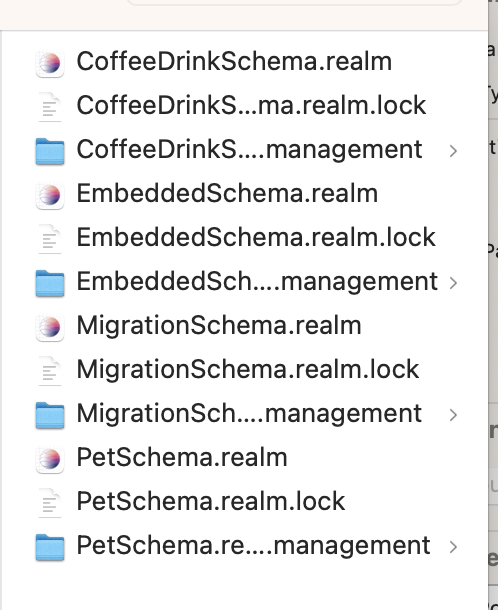 CoffeeDrinkSchema.realm
CoffeeDrinkS...ma.realm.lock
CoffeeDrinkS....management
EmbeddedSchema.realm
EmbeddedSchema.realm.lock
EmbeddedSch....management
MigrationSchema.realm
MigrationSchema.realm.lock
MigrationSch....management
PetSchema.realm
PetSchema.realm.lock
PetSchema.re....management